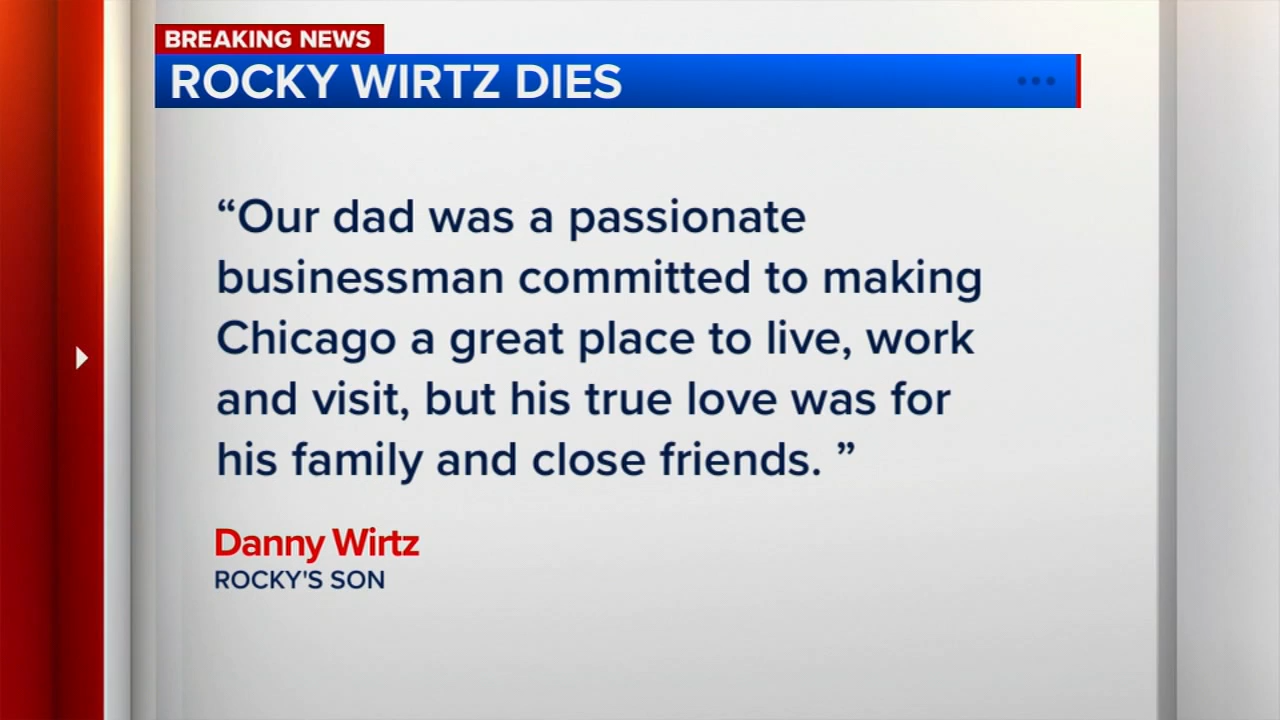 BREAKING NEWS
ROCKY WIRTZ DIES
“Our dad was a passionate
businessman committed to making
Chicago a great place to live, work
and visit, but his true love was for
his family and close friends. ”
Danny Wirtz
ROCKY'S SON